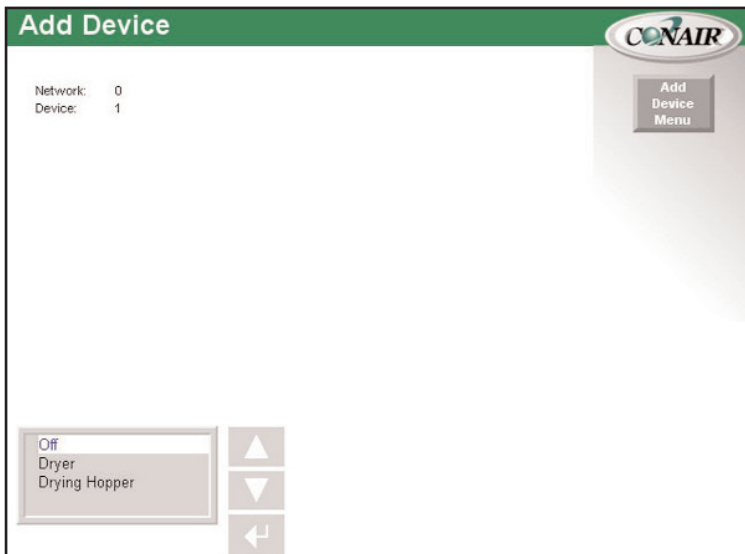 Add Device
CONAIR
Network: 0
Device: 1
Add
Device
Menu
Off
Dryer
Drying Hopper